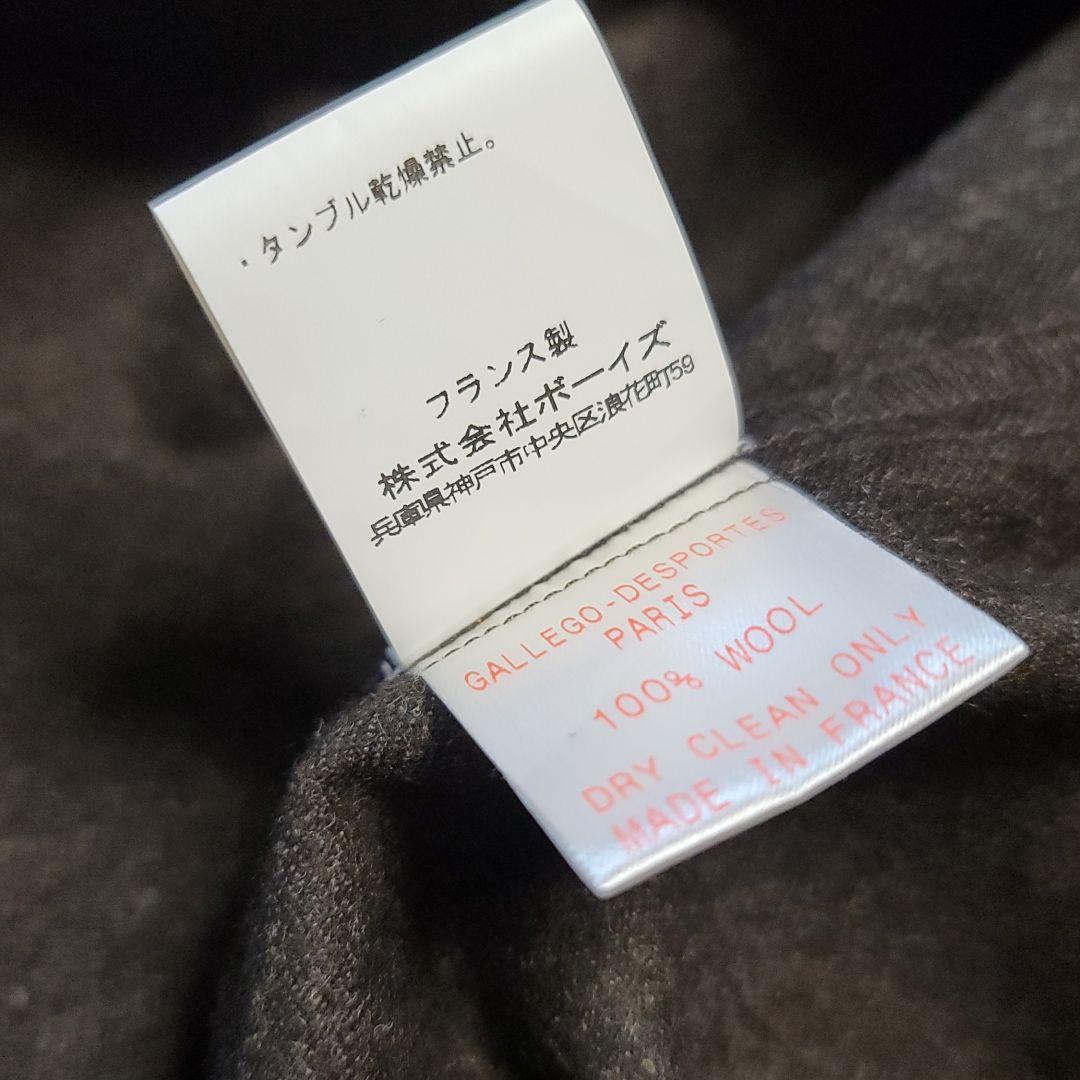 ・タンブル乾燥禁止。
フランス製
株式会社ボーイズ
兵庫県神戸市中央区浪花町59
GALLEGO-DESPORTES
PARIS
100% WOOL
DRY CLEAN ONLY
MADE IN FRANCE